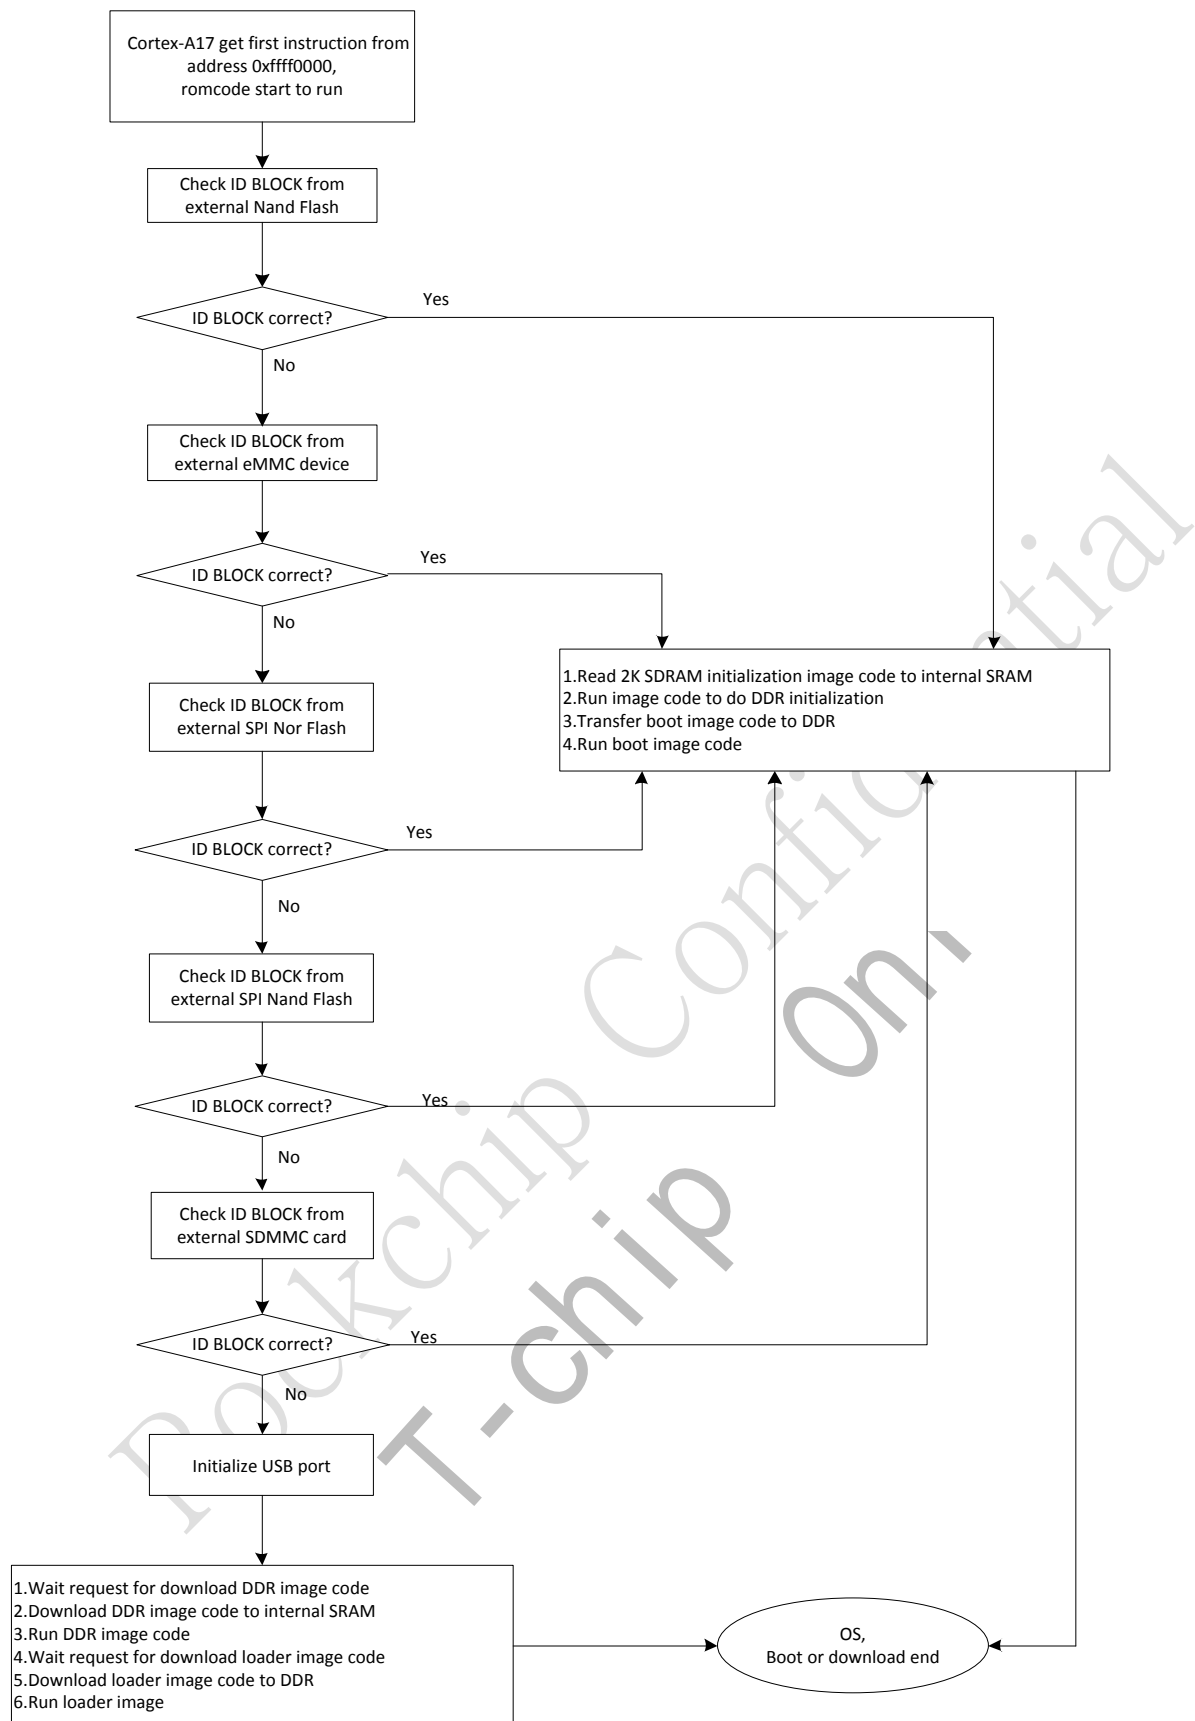 Cortex-A17 get first instruction from
address 0xffff0000,
romcode start to run
Check ID BLOCK from
external Nand Flash
ID BLOCK correct?
Yes
No
Check ID BLOCK from
external eMMC device
ID BLOCK correct?
Yes
No
1.Read 2K SDRAM initialization image code to internal SRAM
2.Run image code to do DDR initialization
3.Transfer boot image code to DDR
4.Run boot image code
Check ID BLOCK from
external SPI Nor Flash
ID BLOCK correct?
Yes
No
Check ID BLOCK from
external SPI Nand Flash
ID BLOCK correct?
Yes
No
Check ID BLOCK from
external SDMMC card
ID BLOCK correct?
Yes
No
Initialize USB port
1.Wait request for download DDR image code
2.Download DDR image code to internal SRAM
3.Run DDR image code
4.Wait request for download loader image code
5.Download loader image code to DDR
6.Run loader image
OS,
Boot or download end
Rockchip Confidential
T-chip